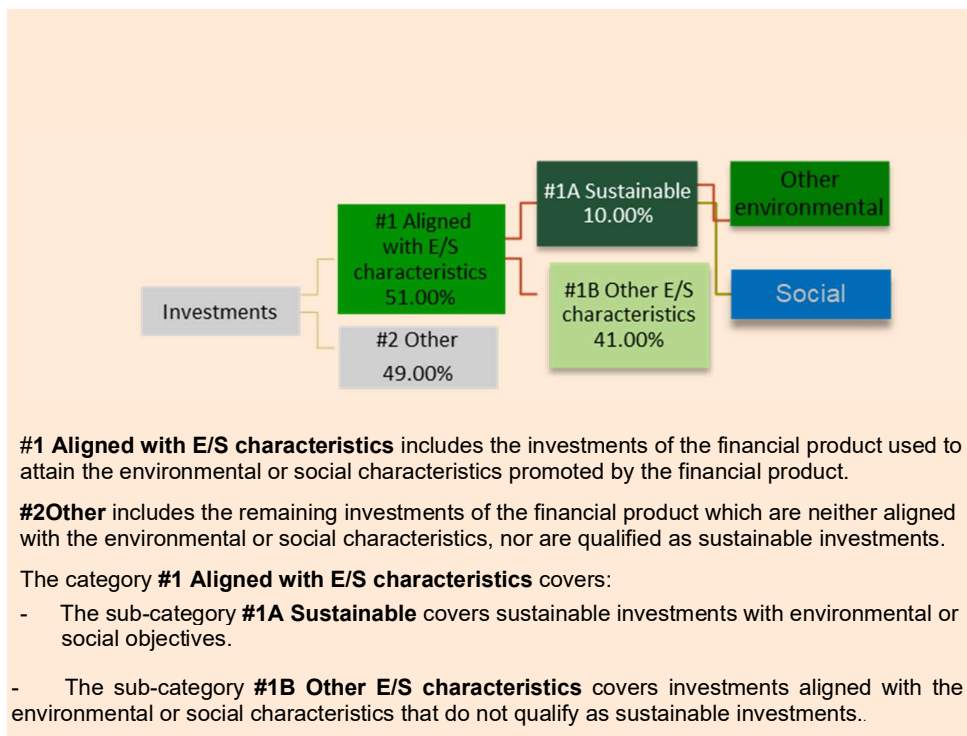 Investments
#1 Aligned
with E/S
characteristics
51.00%
#2 Other
49.00%
#1A Sustainable
10.00%
#1B Other E/S
characteristics
41.00%
Other
environmental
Social
#1 Aligned with E/S characteristics includes the investments of the financial product used to
attain the environmental or social characteristics promoted by the financial product.
#2Other includes the remaining investments of the financial product which are neither aligned
with the environmental or social characteristics, nor are qualified as sustainable investments.
The category #1 Aligned with E/S characteristics covers:
- The sub-category #1A Sustainable covers sustainable investments with environmental or
social objectives.
- The sub-category #1B Other E/S characteristics covers investments aligned with the
environmental or social characteristics that do not qualify as sustainable investments..